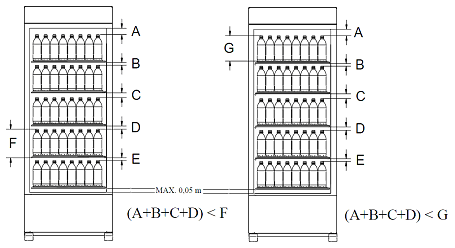 A
B
C
D
E
F
G
A
B
C
D
E
MAX. 0,05 m
(A+B+C+D) < F
(A+B+C+D) < G